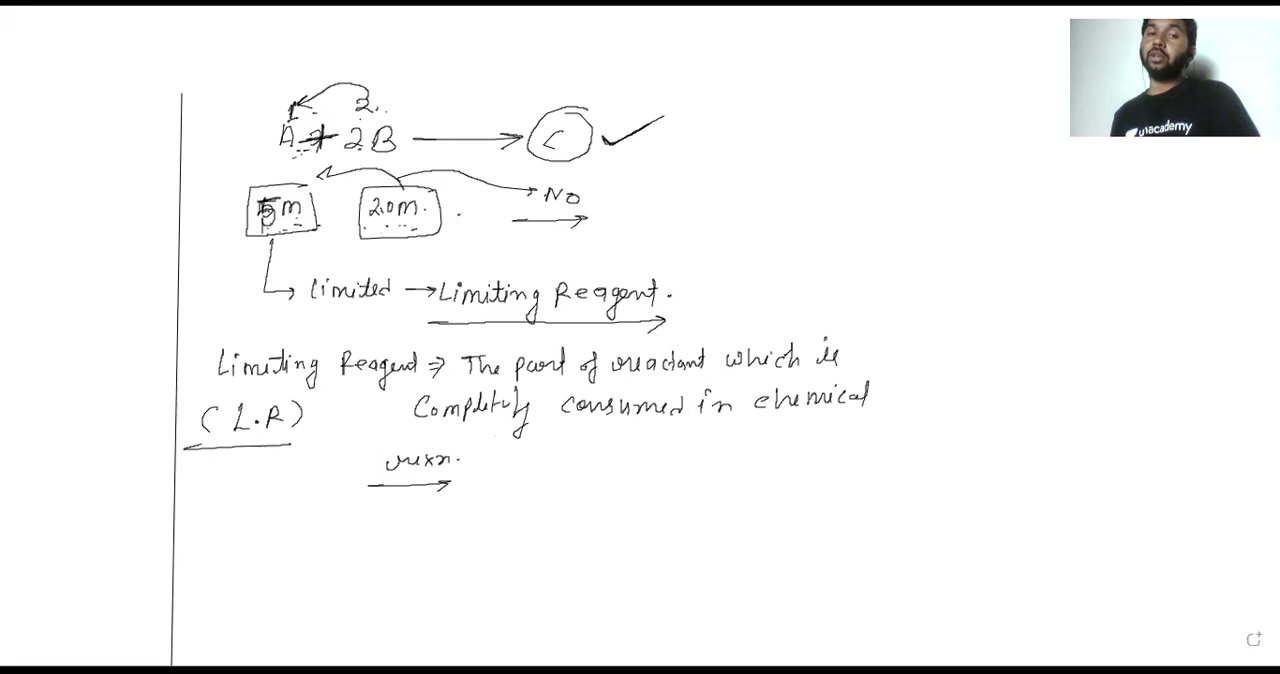 2.
A + 2B → C ✓
5m 20m. → No
Limited → Limiting Reagent.
Limiting Reagent ⇒ The part of reactant which is
(L.R) Completely consumed in chemical
rexn.
unacademy